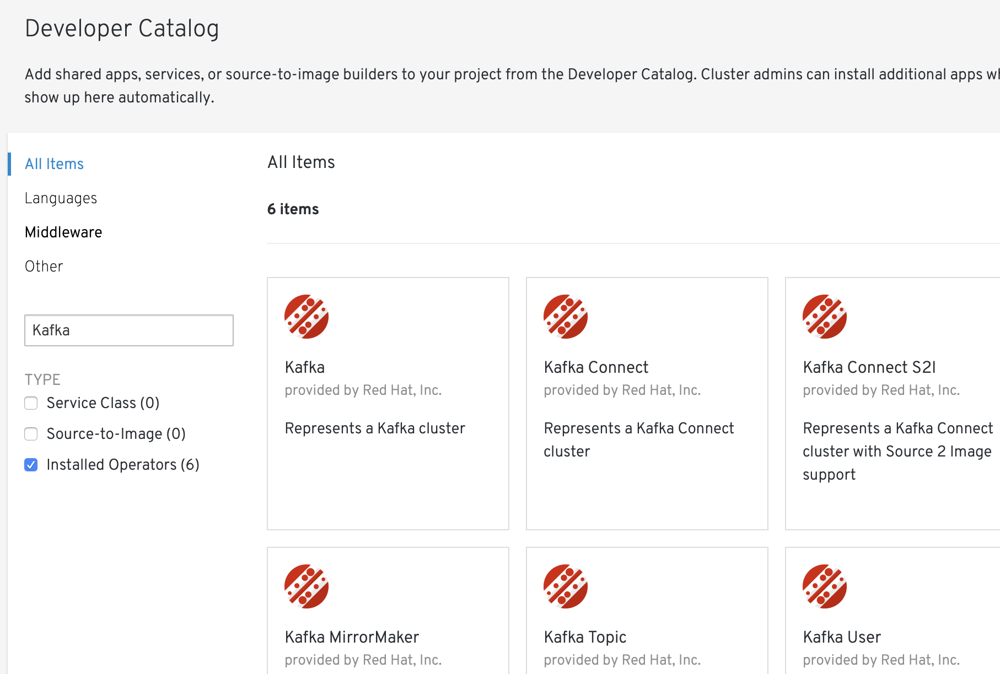 Developer Catalog
Add shared apps, services, or source-to-image builders to your project from the Developer Catalog. Cluster admins can install additional apps
show up here automatically.
All Items
Languages
Middleware
Other
Kafka
TYPE
Service Class (0)
Source-to-Image (0)
Installed Operators (6)
All Items
6 items
Kafka
provided by Red Hat, Inc.
Represents a Kafka cluster
Kafka Connect
provided by Red Hat, Inc.
Represents a Kafka Connect
cluster
Kafka Connect S2I
provided by Red Hat, Inc.
Represents a Kafka Connect
cluster with Source 2 Image
support
Kafka MirrorMaker
provided by Red Hat, Inc.
Kafka Topic
provided by Red Hat, Inc.
Kafka User
provided by Red Hat, Inc.